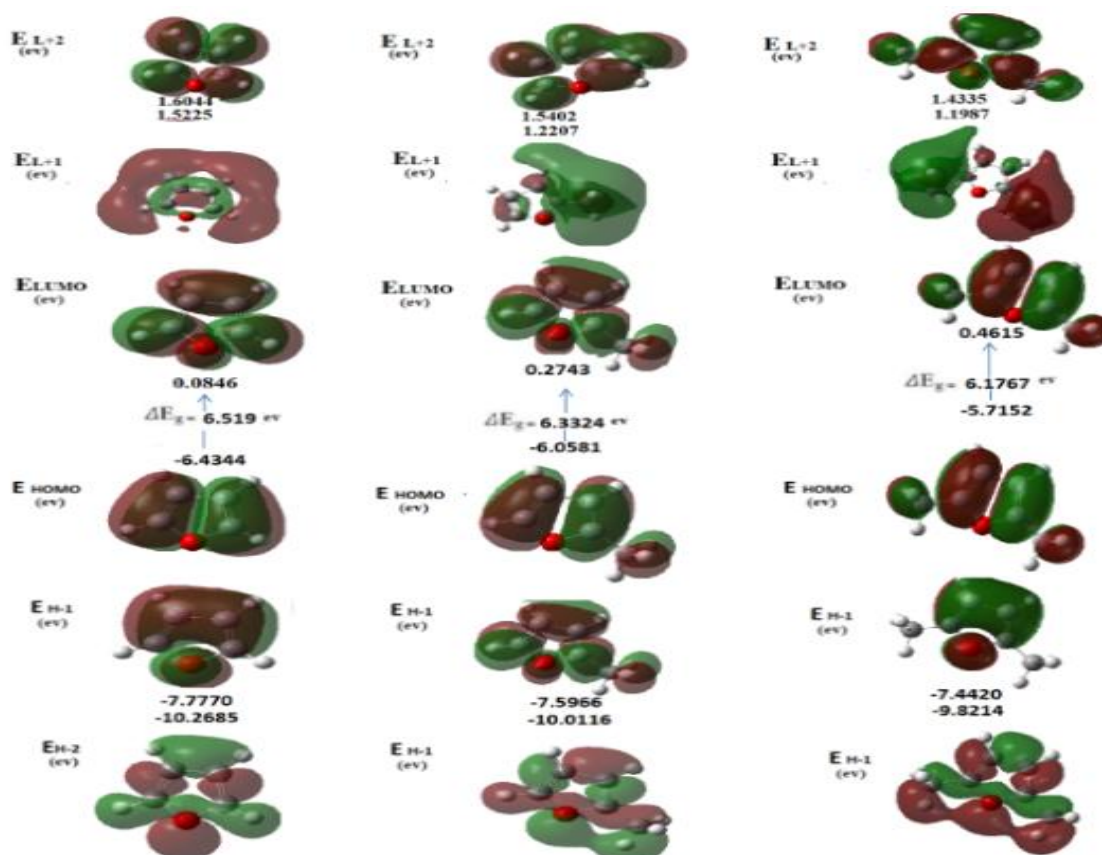 E L+2
(ev)
1.6044
1.5225
E L+2
(ev)
1.5402
1.2207
E L+2
(ev)
1.4335
1.1987
EL+1
(ev)
EL+1
(ev)
EL+1
(ev)
ELUMO
(ev)
0.0846
ELUMO
(ev)
0.2743
ELUMO
(ev)
0.4615
ΔEg= 6.519 ev
ΔEg= 6.3324 ev
ΔEg= 6.1767 ev
-6.4344
-6.0581
-5.7152
E HOMO
(ev)
E HOMO
(ev)
E HOMO
(ev)
E H-1
(ev)
-7.7770
-10.2685
E H-1
(ev)
-7.5966
-10.0116
E H-1
(ev)
-7.4420
-9.8214
EH-2
(ev)
E H-1
(ev)
E H-1
(ev)